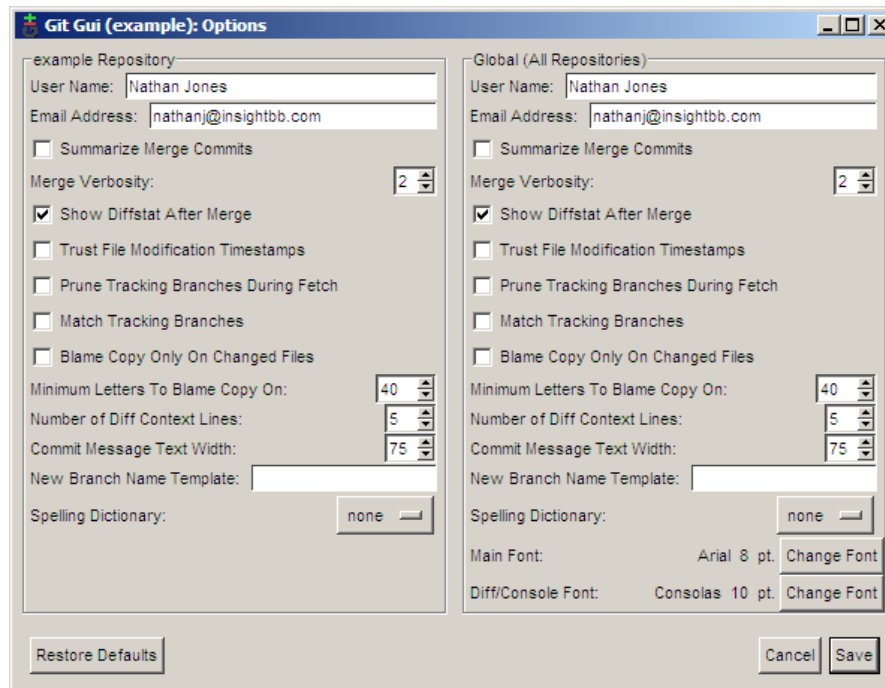 Git Gui (example): Options
example Repository
User Name: Nathan Jones
Email Address: nathanj@insightbb.com
Summarize Merge Commits
Merge Verbosity: 2
Show Diffstat After Merge
Trust File Modification Timestamps
Prune Tracking Branches During Fetch
Match Tracking Branches
Blame Copy Only On Changed Files
Minimum Letters To Blame Copy On: 40
Number of Diff Context Lines: 5
Commit Message Text Width: 75
New Branch Name Template:
Spelling Dictionary: none
Global (All Repositories)
User Name: Nathan Jones
Email Address: nathanj@insightbb.com
Summarize Merge Commits
Merge Verbosity: 2
Show Diffstat After Merge
Trust File Modification Timestamps
Prune Tracking Branches During Fetch
Match Tracking Branches
Blame Copy Only On Changed Files
Minimum Letters To Blame Copy On: 40
Number of Diff Context Lines: 5
Commit Message Text Width: 75
New Branch Name Template:
Spelling Dictionary: none
Main Font: Arial 8 pt. Change Font
Diff/Console Font: Consolas 10 pt. Change Font
Restore Defaults
Cancel Save